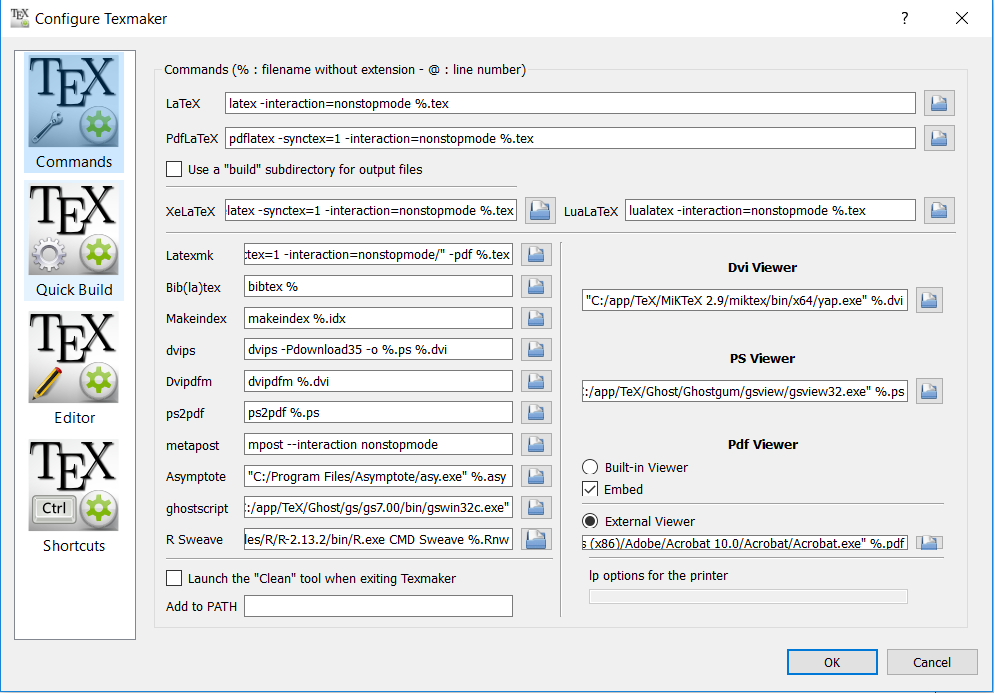 TEX Configure Texmaker ? 
Commands (% : filename without extension - @ : line number)
TEX
Commands
LaTeX latex -interaction=nonstopmode %.tex
PdfLaTeX pdflatex -synctex=1 -interaction=nonstopmode %.tex
Use a "build" subdirectory for output files
TEX
Quick Build
XeLaTeX latex -synctex=1 -interaction=nonstopmode %.tex LuaLaTeX lualatex -interaction=nonstopmode %.tex
Latexmk :tex=1 -interaction=nonstopmode/" -pdf %.tex
Bib(la)tex bibtex %
Makeindex makeindex %.idx
dvips dvips -Pdownload35 -o %.ps %.dvi
Dvipdfm dvipdfm %.dvi
ps2pdf ps2pdf %.ps
metapost mpost --interaction nonstopmode
Asymptote "C:/Program Files/Asymptote/asy.exe" %.asy
ghostscript :/app/TeX/Ghost/gs/gs7.00/bin/gswin32c.exe"
R Sweave les/R/R-2.13.2/bin/R.exe CMD Sweave %.Rnw
Launch the "Clean" tool when exiting Texmaker
Add to PATH
TEX
Editor
TEX
Ctrl
Shortcuts
Dvi Viewer
"C:/app/TeX/MiKTeX 2.9/miktex/bin/x64/yap.exe" %.dvi
PS Viewer
:/app/TeX/Ghost/Ghostgum/gsview/gsview32.exe" %.ps
Pdf Viewer
Built-in Viewer
Embed
External Viewer
s (x86)/Adobe/Acrobat 10.0/Acrobat/Acrobat.exe" %.pdf
lp options for the printer
OK Cancel